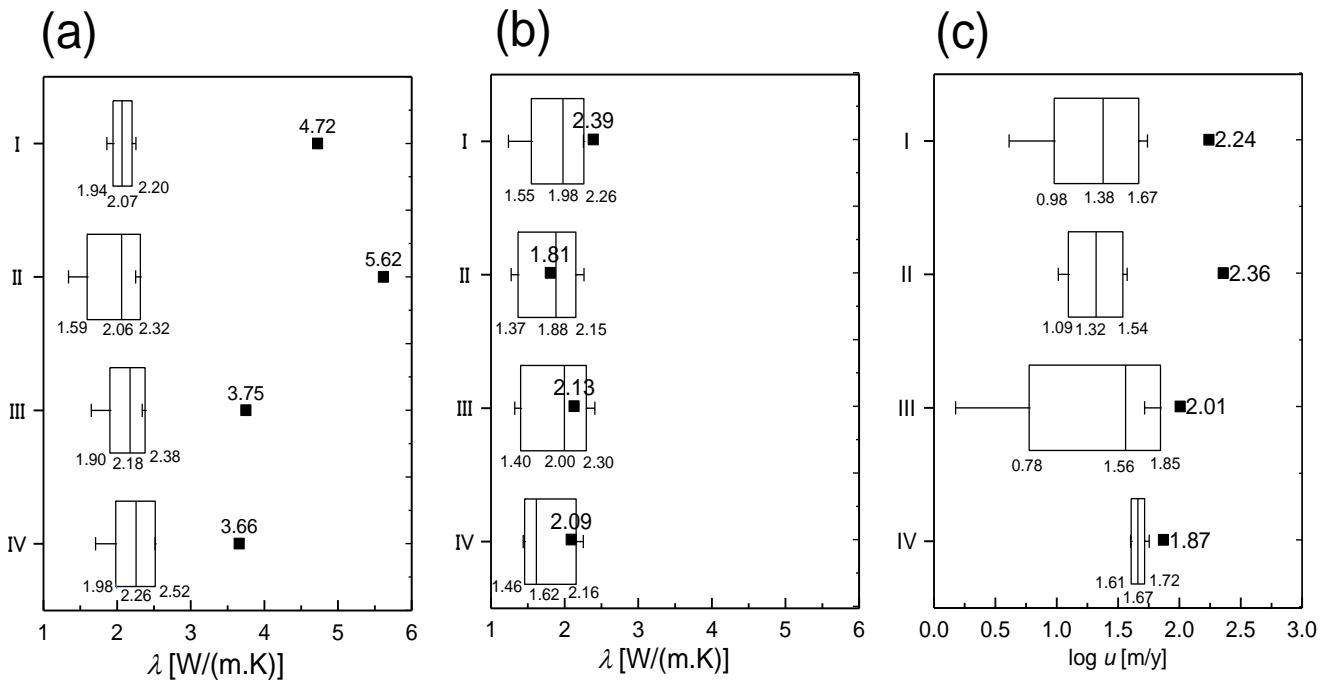 (a)
I
4.72
1.94
2.07
2.20
II
5.62
1.59
2.06
2.32
III
3.75
1.90
2.18
2.38
IV
3.66
1.98
2.26
2.52
1 2 3 4 5 6
λ [W/(m.K)]
(b)
I
2.39
1.55
1.98
2.26
II
1.81
1.37
1.88
2.15
III
2.13
1.40
2.00
2.30
IV
2.09
1.46
1.62
2.16
1 2 3 4 5 6
λ [W/(m.K)]
(c)
I
2.24
0.98
1.38
1.67
II
2.36
1.09
1.32
1.54
III
2.01
0.78
1.56
1.85
IV
1.87
1.61
1.67
1.72
0.0 0.5 1.0 1.5 2.0 2.5 3.0
log u [m/y]